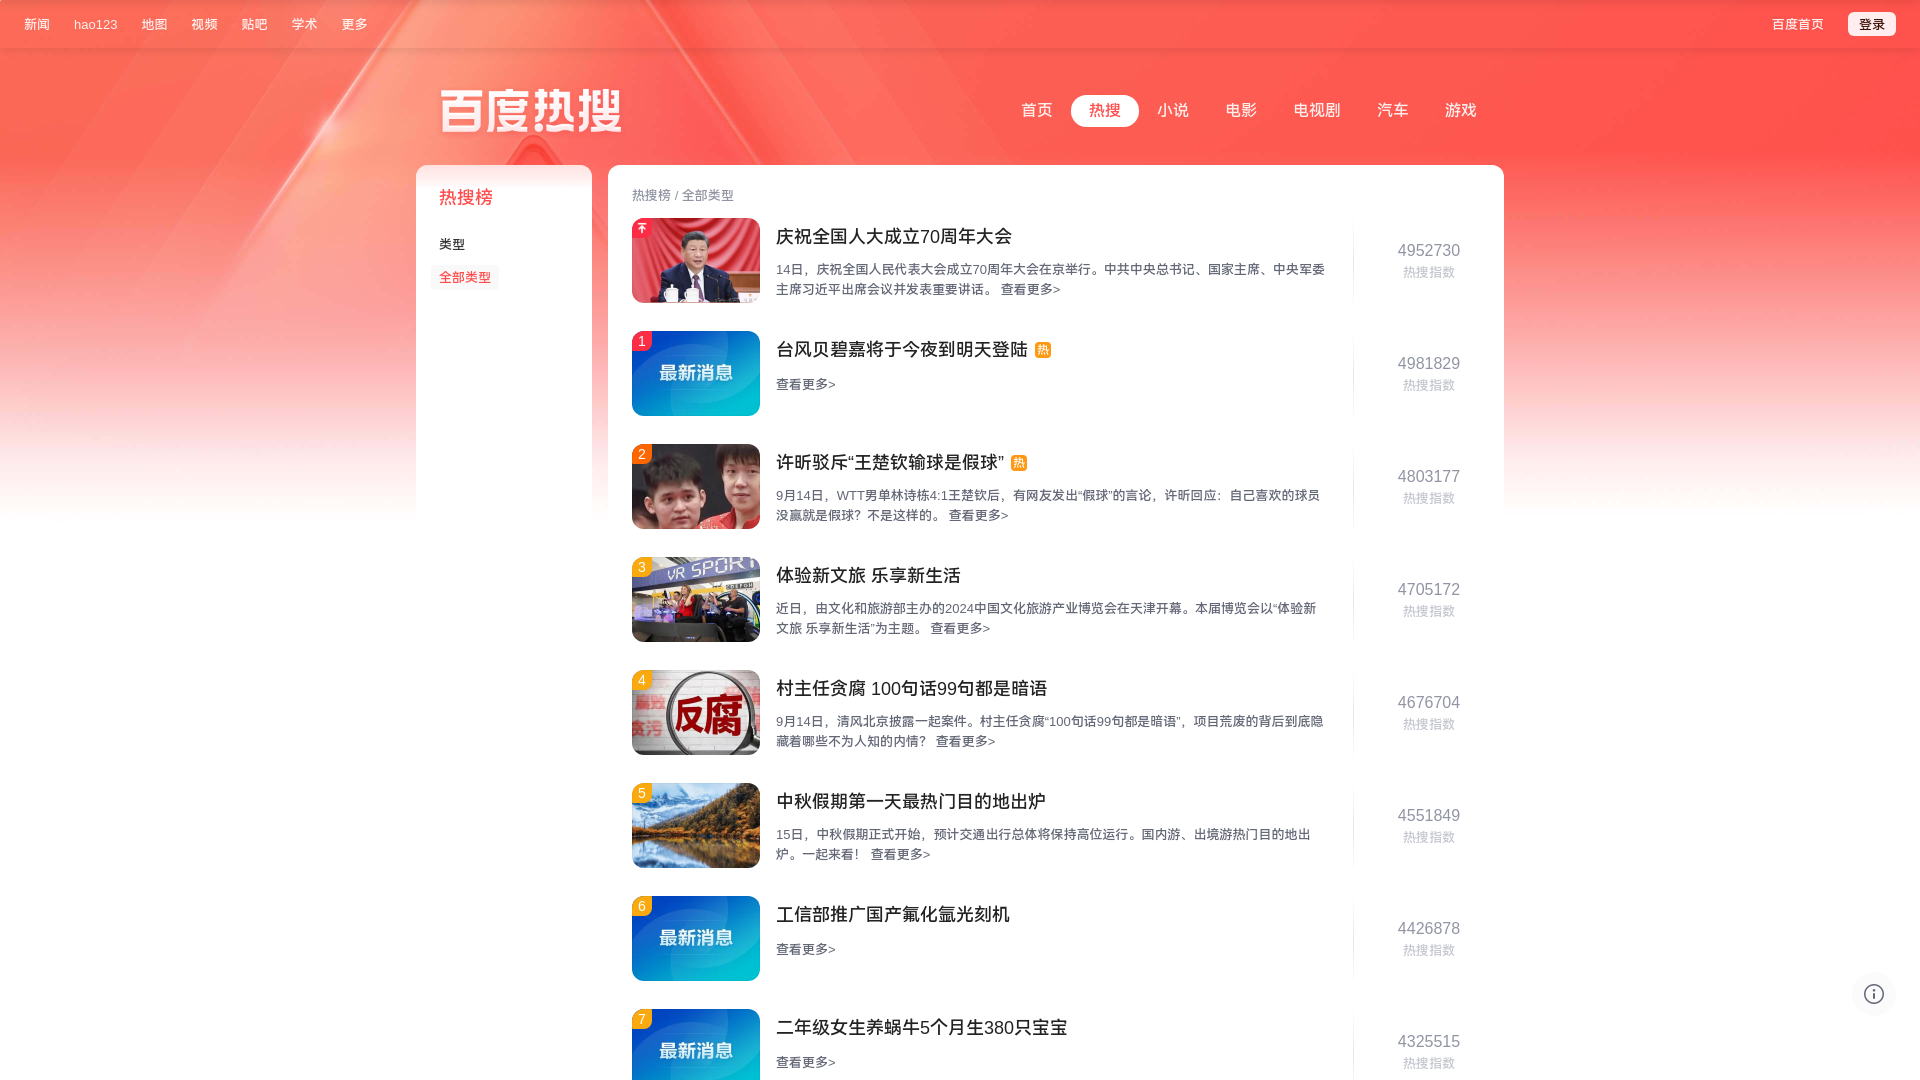 新闻 hao123 地图 视频 贴吧 学术 更多 百度首页 登录
百度热搜
首页 热搜 小说 电影 电视剧 汽车 游戏
热搜榜
类型
全部类型
热搜榜 / 全部类型
庆祝全国人大成立70周年大会
14日，庆祝全国人民代表大会成立70周年大会在京举行。中共中央总书记、国家主席、中央军委
主席习近平出席会议并发表重要讲话。 查看更多>
4952730
热搜指数
1
最新消息
台风贝碧嘉将于今夜到明天登陆 热
查看更多>
4981829
热搜指数
2
许昕驳斥“王楚钦输球是假球” 热
9月14日，WTT男单林诗栋4:1王楚钦后，有网友发出“假球”的言论，许昕回应：自己喜欢的球员
没赢就是假球？不是这样的。 查看更多>
4803177
热搜指数
3
VR SPORT
体验新文旅 乐享新生活
近日，由文化和旅游部主办的2024中国文化旅游产业博览会在天津开幕。本届博览会以“体验新
文旅 乐享新生活”为主题。 查看更多>
4705172
热搜指数
4
反腐
村主任贪腐 100句话99句都是暗语
9月14日，清风北京披露一起案件。村主任贪腐“100句话99句都是暗语”，项目荒废的背后到底隐
藏着哪些不为人知的内情？ 查看更多>
4676704
热搜指数
5
中秋假期第一天最热门目的地出炉
15日，中秋假期正式开始，预计交通出行总体将保持高位运行。国内游、出境游热门目的地出
炉。一起来看！ 查看更多>
4551849
热搜指数
6
最新消息
工信部推广国产氟化氩光刻机
查看更多>
4426878
热搜指数
7
最新消息
二年级女生养蜗牛5个月生380只宝宝
查看更多>
4325515
热搜指数